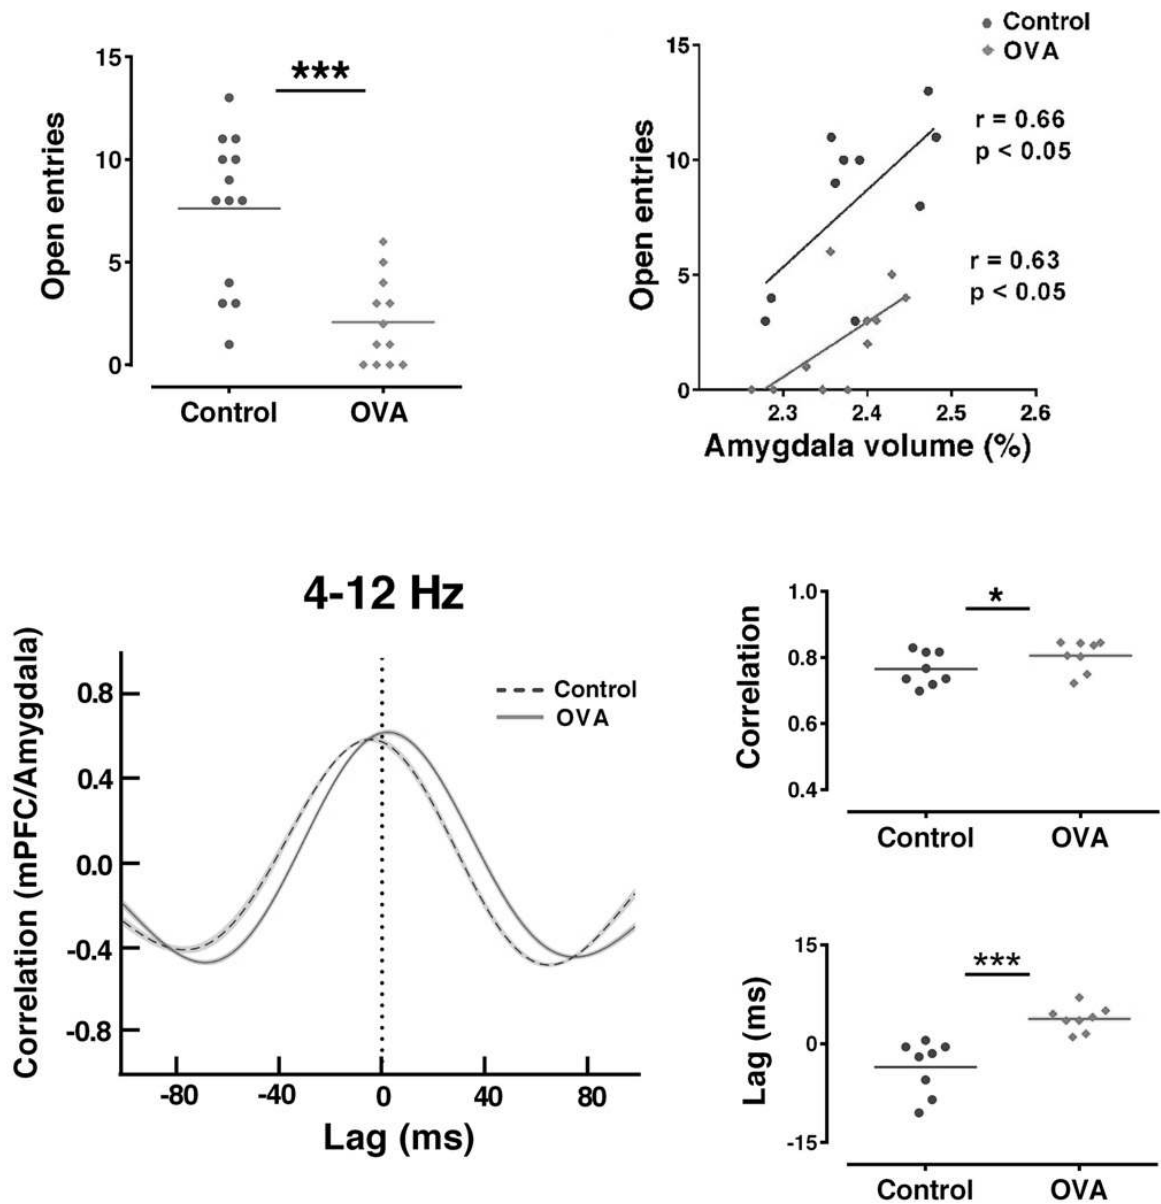 15
***
10
5
0
Open entries
Control
OVA
Control
OVA
15
10
5
0
Open entries
r = 0.66
p < 0.05
r = 0.63
p < 0.05
2.3
2.4
2.5
2.6
Amygdala volume (%)
4-12 Hz
Correlation (mPFC/Amygdala)
0.8
0.4
0.0
-0.4
-0.8
Control
OVA
-80
-40
0
40
80
Lag (ms)
Correlation
1.0
0.8
0.6
0.4
*
Control
OVA
Lag (ms)
15
0
-15
***
Control
OVA